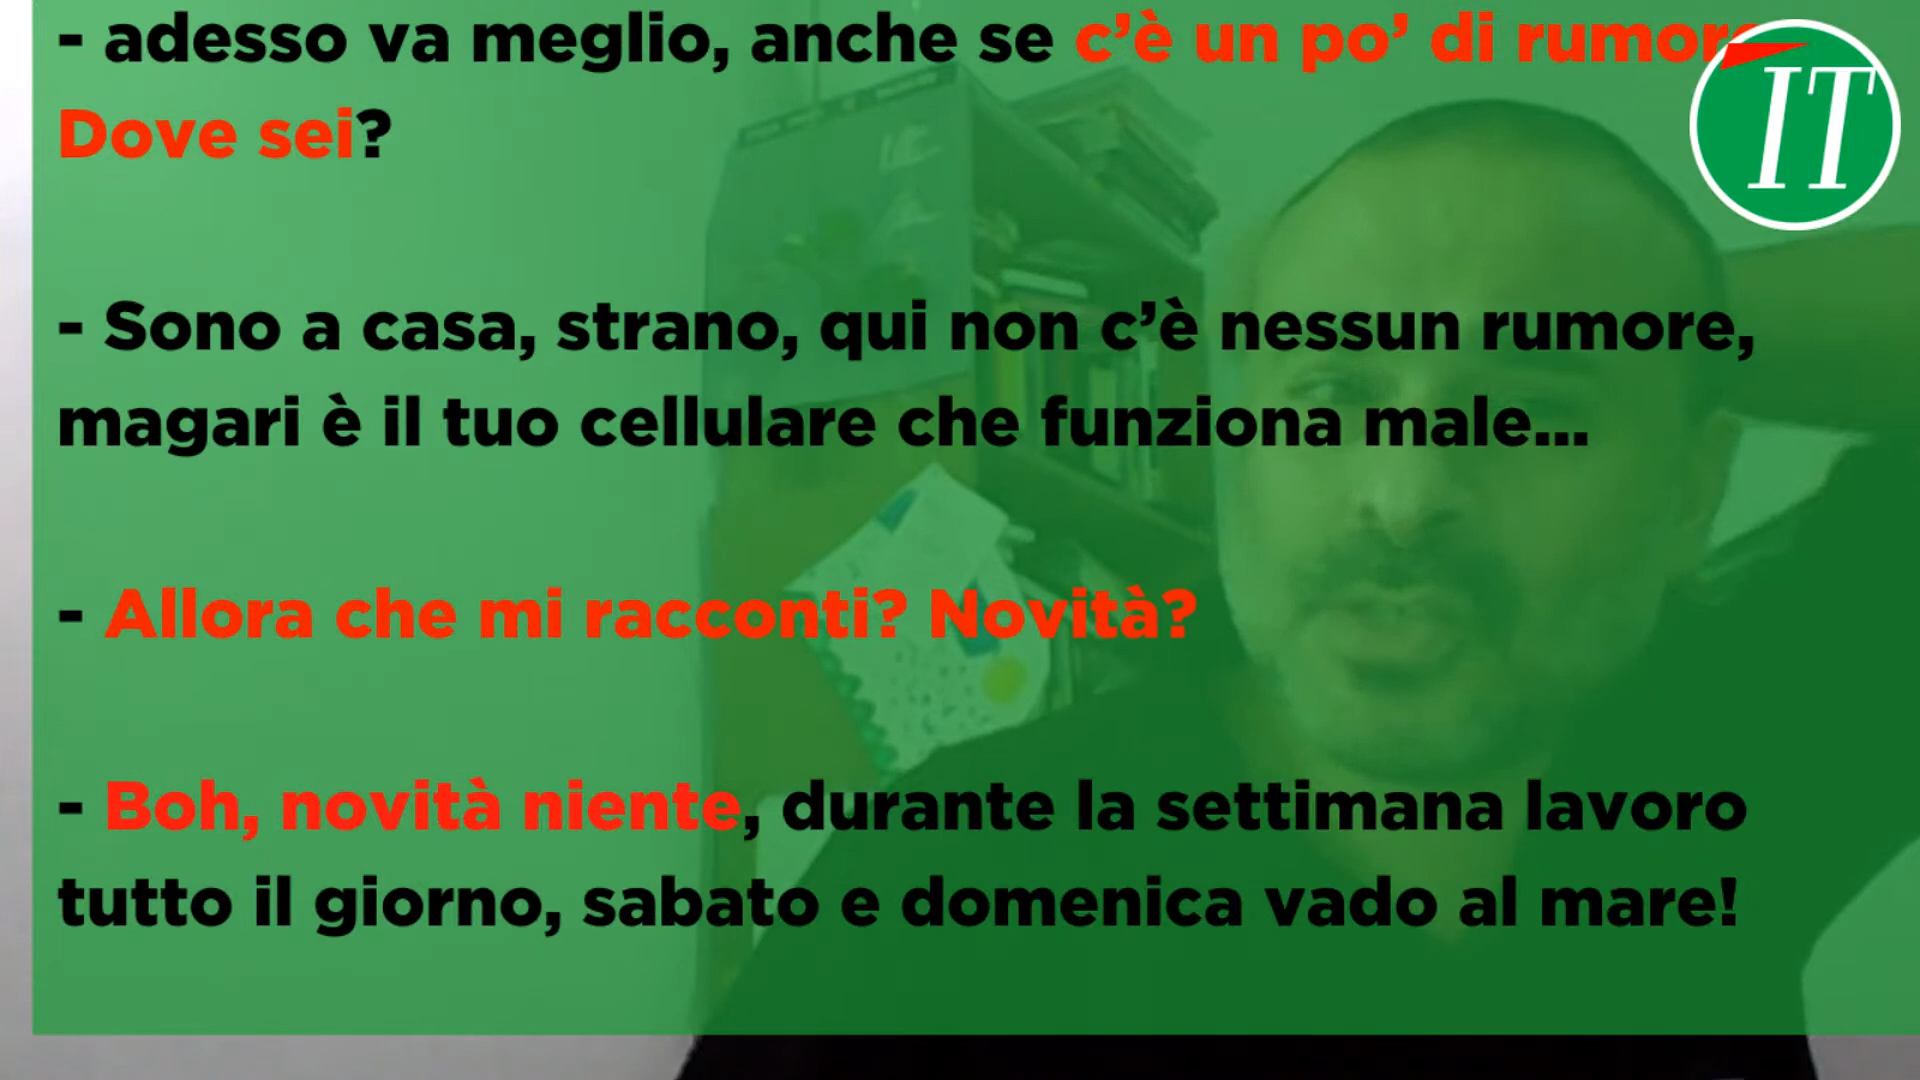 - adesso va meglio, anche se c'è un po' di rumore
Dove sei?
- Sono a casa, strano, qui non c'è nessun rumore,
magari è il tuo cellulare che funziona male...
- Allora che mi racconti? Novità?
- Boh, novità niente, durante la settimana lavoro
tutto il giorno, sabato e domenica vado al mare!
IT